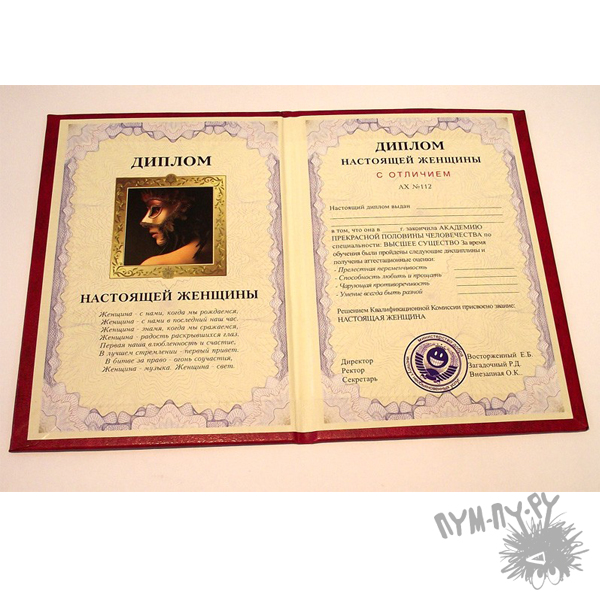 ДИПЛОМ
НАСТОЯЩЕЙ ЖЕНЩИНЫ
Женщина - с нами, когда мы рождаемся,
Женщина - с нами в последний наш час.
Женщина - знамя, когда мы сражаемся,
Женщина - радость раскрывшихся глаз.
Первая наша влюбленность и счастье,
В лучшем стремлении - первый привет.
В битве за право - огонь соучастья,
Женщина - музыка. Женщина - свет.
ДИПЛОМ
НАСТОЯЩЕЙ ЖЕНЩИНЫ
С ОТЛИЧИЕМ
АХ №112
Настоящий диплом выдан
в том, что она в ____г. закончила АКАДЕМИЮ
ПРЕКРАСНОЙ ПОЛОВИНЫ ЧЕЛОВЕЧЕСТВА по
специальности: ВЫСШЕЕ СУЩЕСТВО За время
обучения были пройдены следующие дисциплины и
получены аттестационные оценки:
- Прелестная переменчивость
- Способность любить и прощать
- Чарующая противоречивость
- Умение всегда быть разной
Решением Квалификационной Комиссии присвоено звание:
НАСТОЯЩАЯ ЖЕНЩИНА
Директор Восторженный Е.Б.
Ректор Загадочный Р.Д.
Секретарь Внезапная О.К.
ПУМ-ПУ.РУ